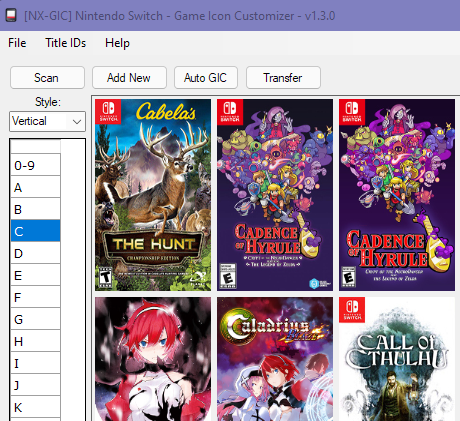 [NX-GIC] Nintendo Switch - Game Icon Customizer - v1.3.0
File Title IDs Help
Scan Add New Auto GIC Transfer
Style:
Vertical
0-9
A
B
C
D
E
F
G
H
I
J
K
NINTENDO
SWITCH
Cabela's
THE HUNT
CHAMPIONSHIP EDITION
NINTENDO
SWITCH
CADENCE
OF HYRULE
CRYPT OF THE NECRODANCER
THE LEGEND OF ZELDA
NINTENDO
SWITCH
CADENCE
OF HYRULE
CRYPT OF THE NECRODANCER
THE LEGEND OF ZELDA
Caladrius
NINTENDO
SWITCH
CALL OF
CTHULHU